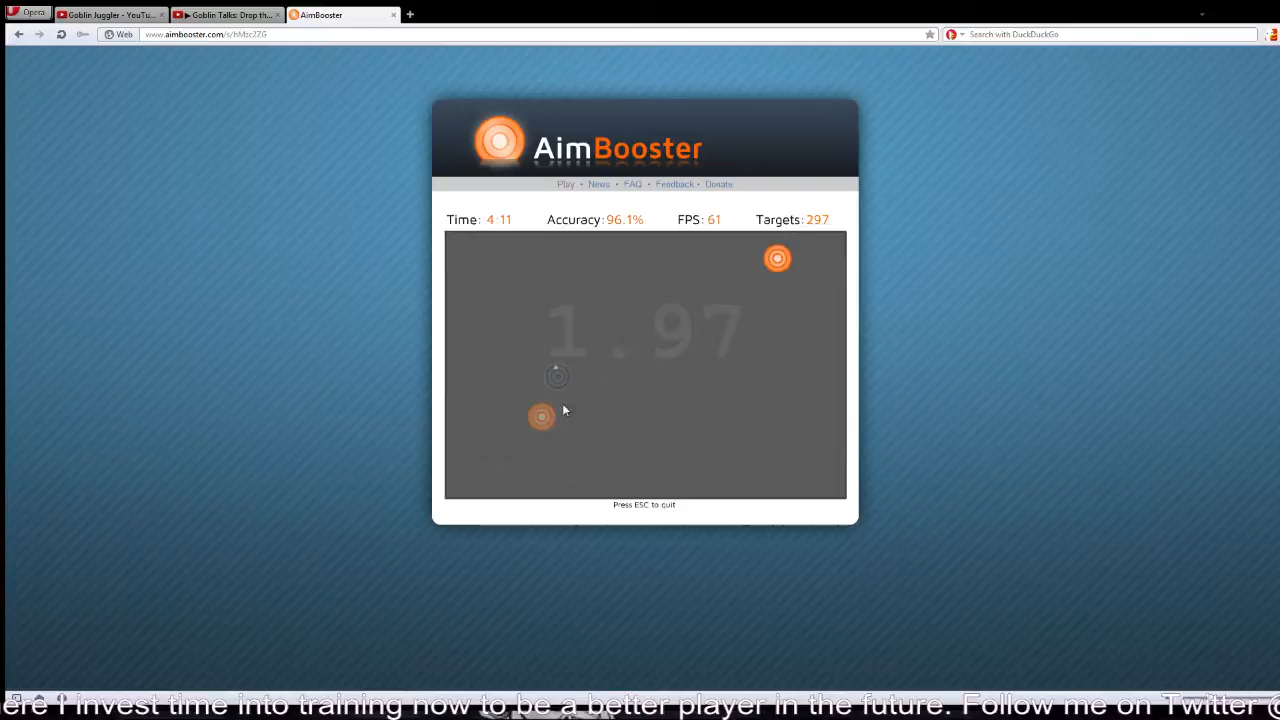 Opera
Goblin Juggler - YouTu...
▶ Goblin Talks: Drop th...
AimBooster
Web
www.aimbooster.com/s/hMzc2ZG
Search with DuckDuckGo
AimBooster
Play • News • FAQ • Feedback • Donate
Time: 4:11 Accuracy: 96.1% FPS: 61 Targets: 297
1.97
Press ESC to quit
ere I invest time into training now to be a better player in the future. Follow me on Twitter @